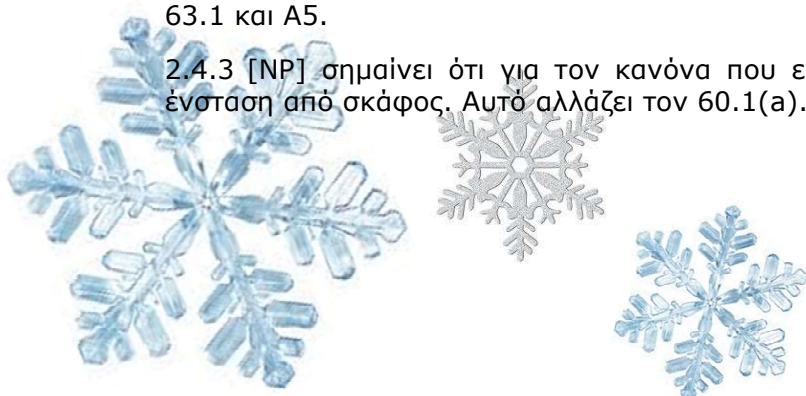 63.1 και Α5.
2.4.3 [NP] σημαίνει ότι για τον κανόνα που ε
ένσταση από σκάφος. Αυτό αλλάζει τον 60.1(a).